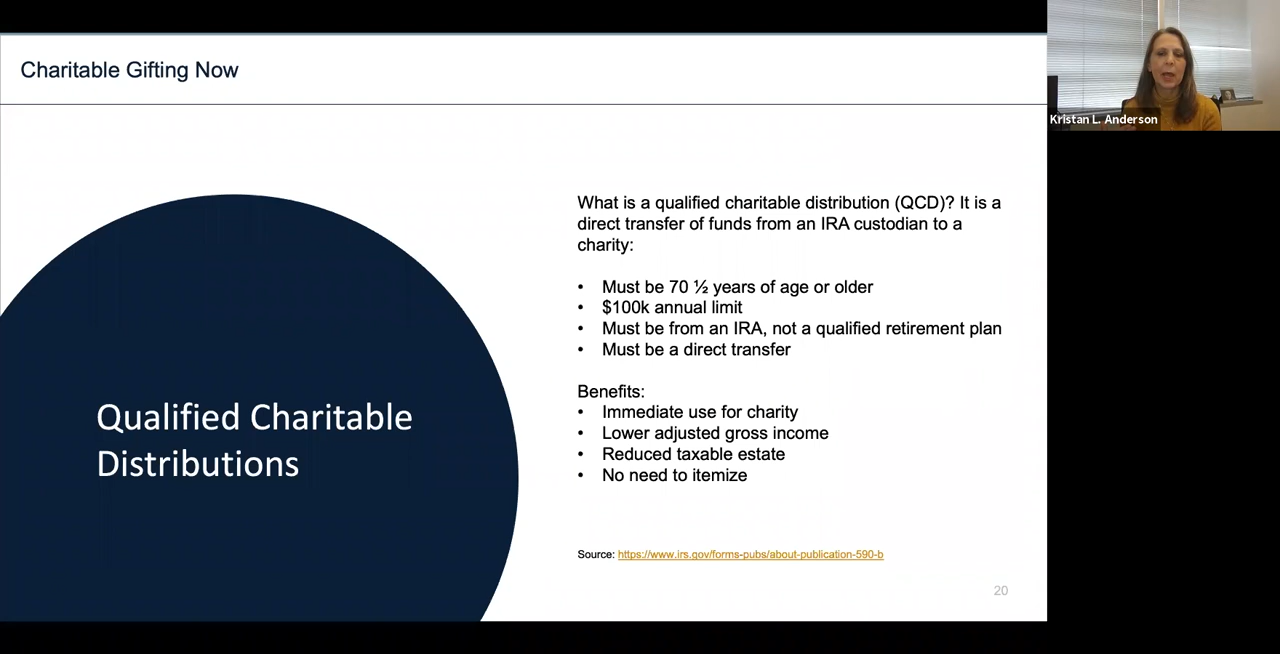 Charitable Gifting Now
Kristan L. Anderson
Qualified Charitable
Distributions
What is a qualified charitable distribution (QCD)? It is a
direct transfer of funds from an IRA custodian to a
charity:
• Must be 70 ½ years of age or older
• $100k annual limit
• Must be from an IRA, not a qualified retirement plan
• Must be a direct transfer
Benefits:
• Immediate use for charity
• Lower adjusted gross income
• Reduced taxable estate
• No need to itemize
Source: https://www.irs.gov/forms-pubs/about-publication-590-b
20